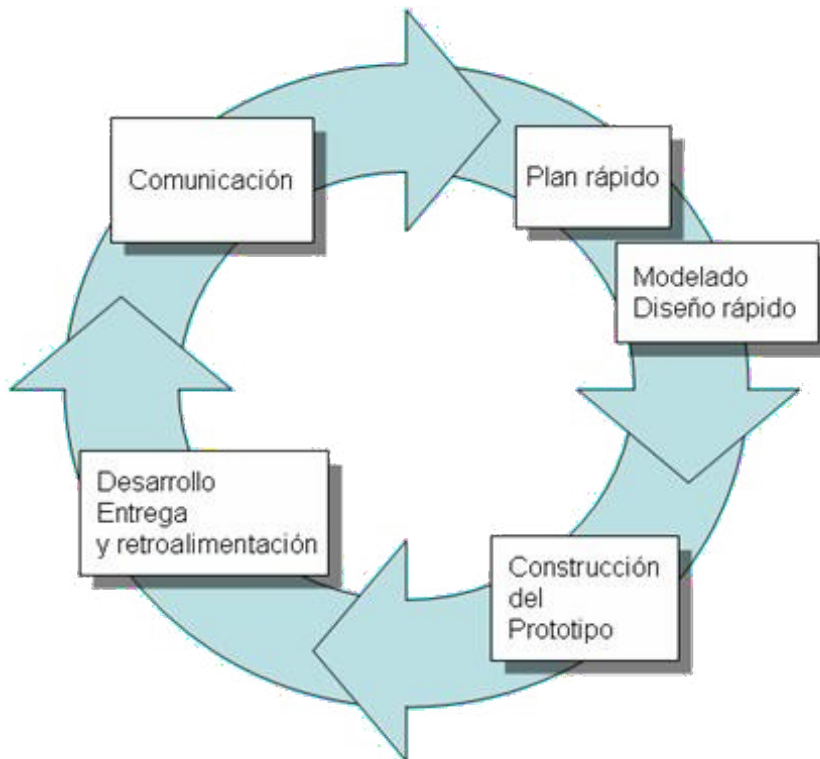 Comunicación
Plan rápido
Modelado
Diseño rápido
Construcción
del
Prototipo
Desarrollo
Entrega
y retroalimentación